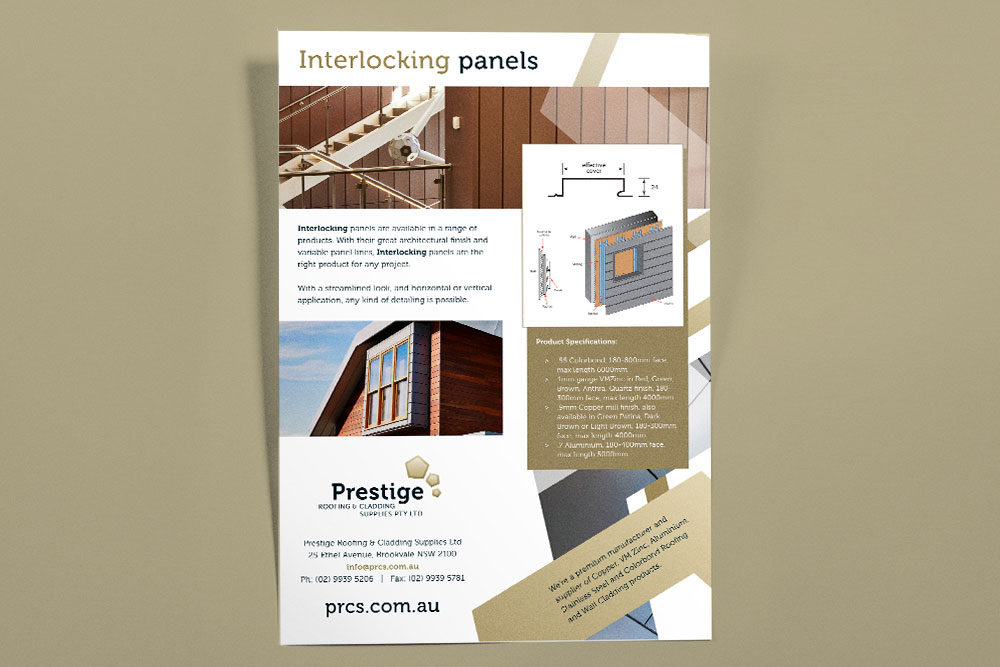 Interlocking panels
effective
cover
24
Interlocking panels are available in a range of
products. With their great architectural finish and
variable panel lines, Interlocking panels are the
right product for any project.
With a streamlined look, and horizontal or vertical
application, any kind of detailing is possible.
Product Specifications:
.55 Colorbond, 180-800mm face,
max length 6000mm
1mm gauge VMZinc in Red, Green,
Brown, Anthra, Quartz finish, 180-
300mm face, max length 4000mm
.9mm Copper mill finish, also
available in Green Patina, Dark
Brown or Light Brown, 180-300mm
face, max length 4000mm
.7 Aluminium, 180-400mm face,
max length 5000mm
Prestige
ROOFING & CLADDING
SUPPLIES PTY LTD
Prestige Roofing & Cladding Supplies Ltd
25 Ethel Avenue, Brookvale NSW 2100
info@prcs.com.au
Ph: (02) 9939 5206 | Fax: (02) 9939 5781
prcs.com.au
We're a premium manufacturer and
supplier of Copper, VM Zinc, Aluminium,
Stainless Steel and Colorbond Roofing
and Wall Cladding products.